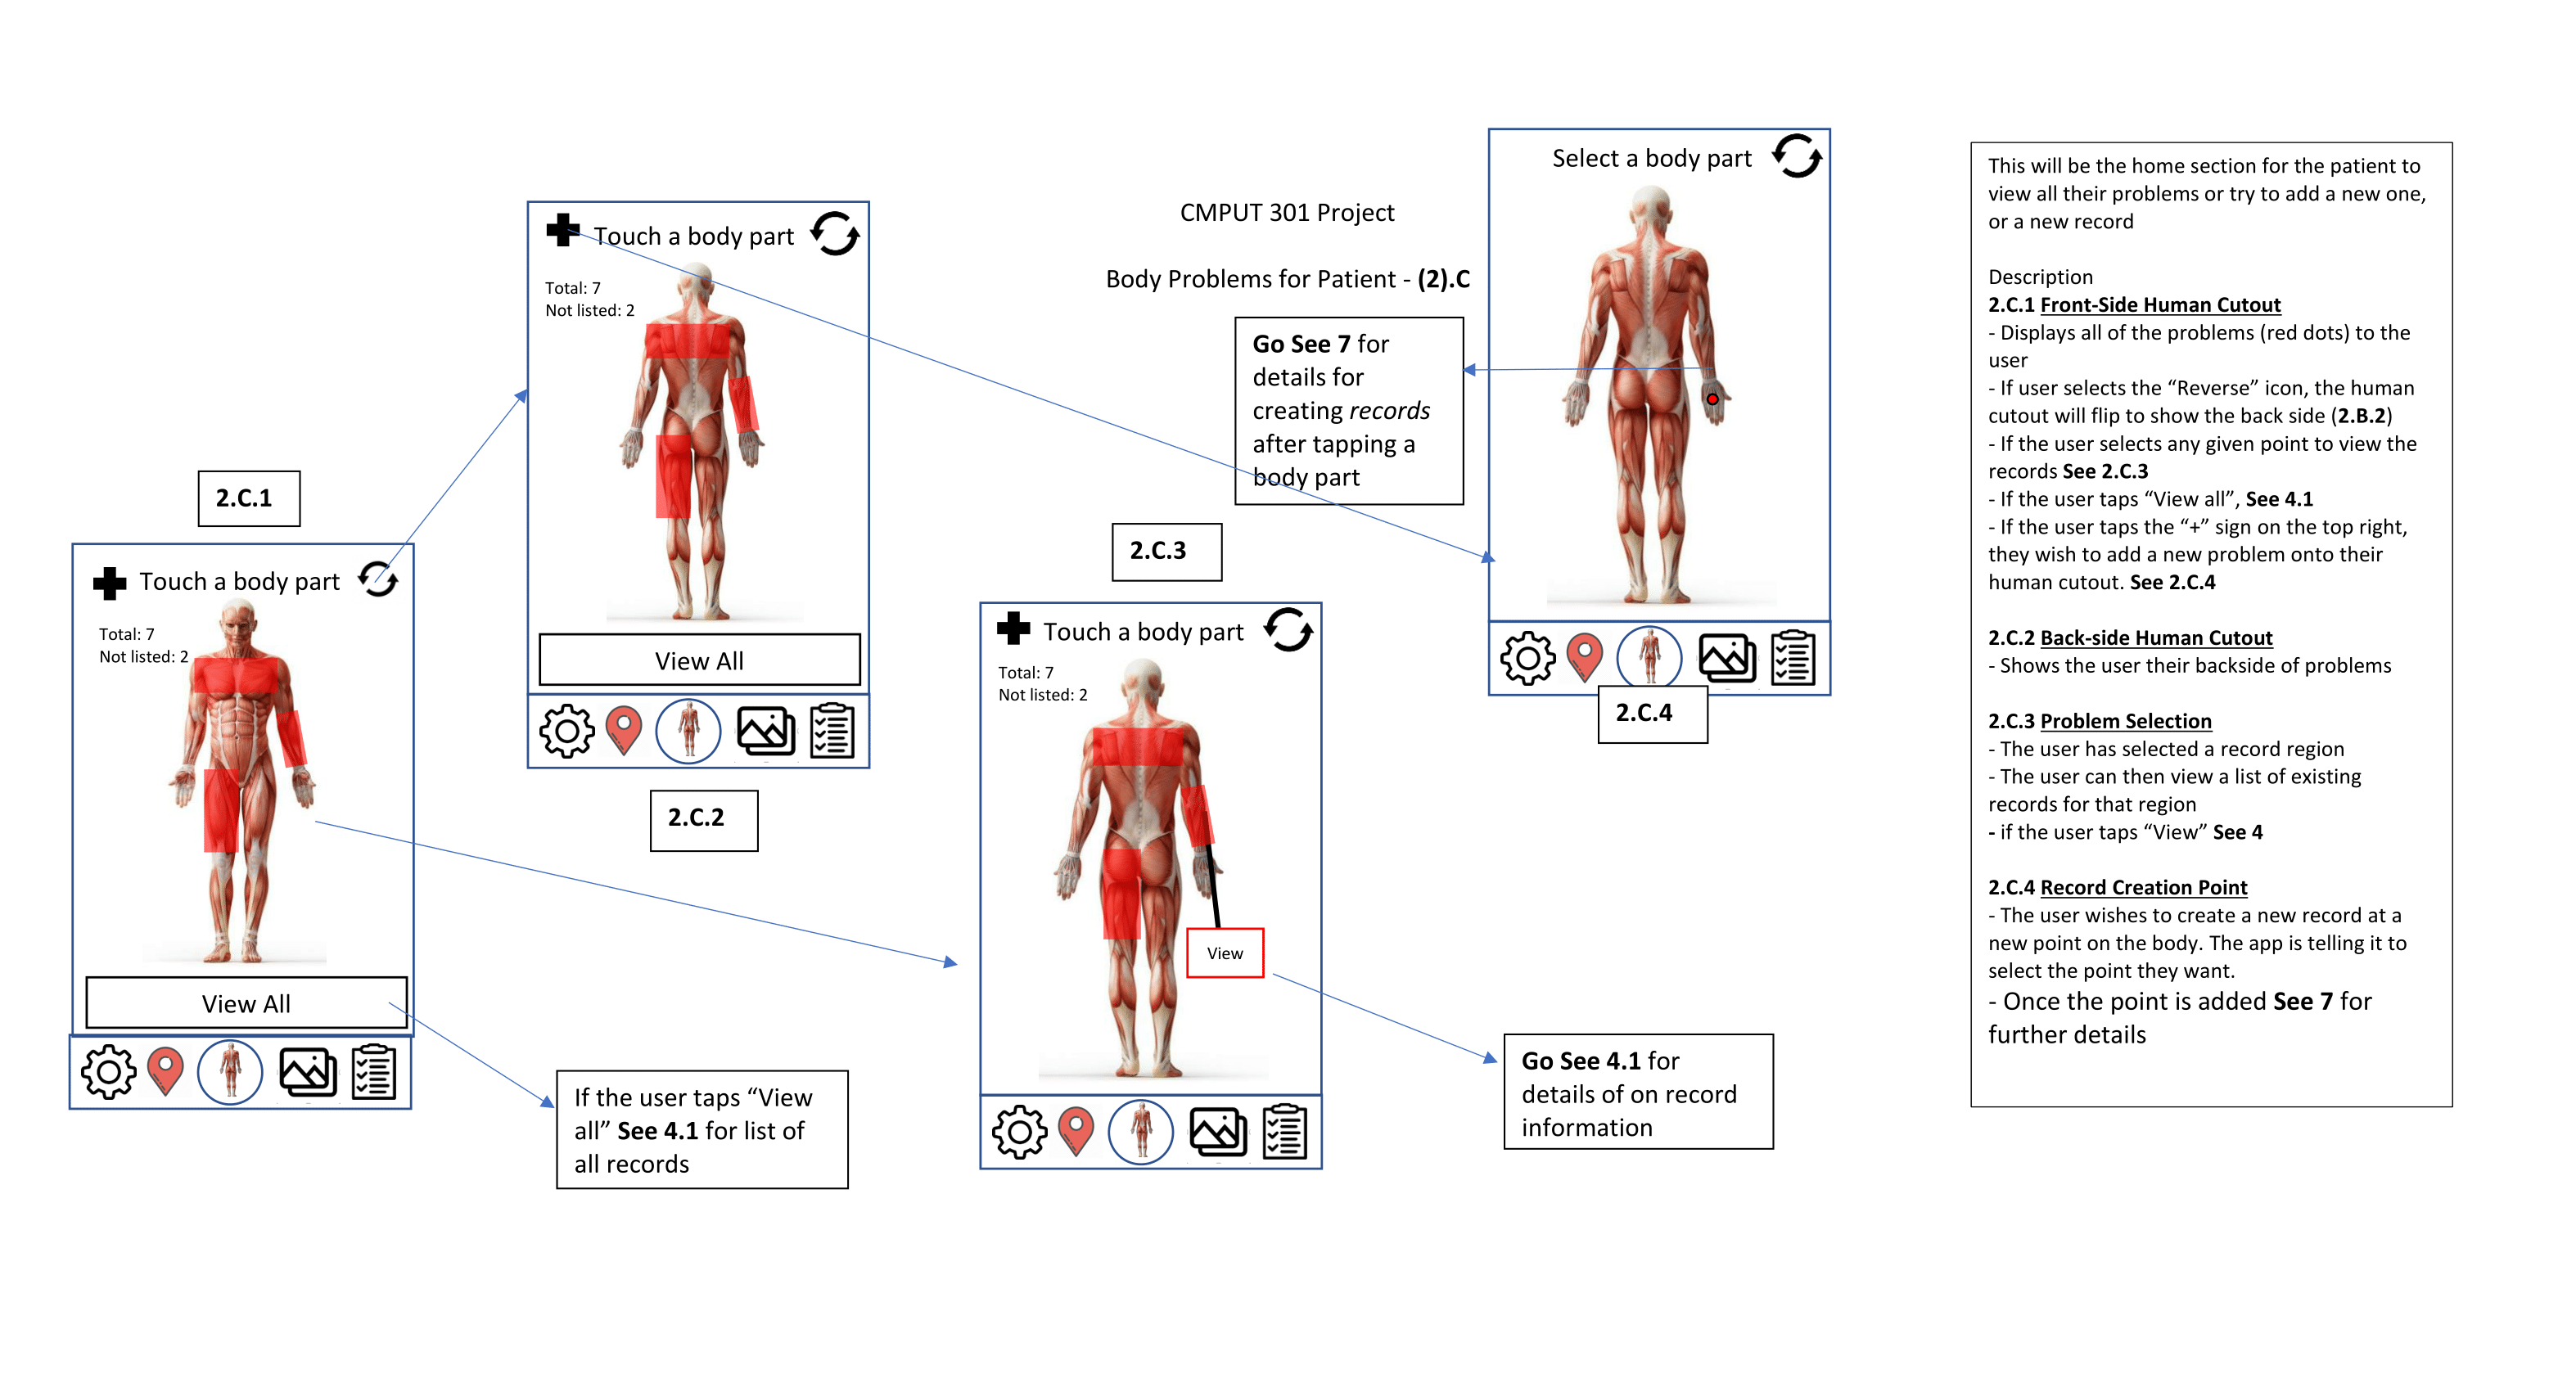 CMPUT 301 Project
Body Problems for Patient - (2).C
2.C.1
Touch a body part
Total: 7
Not listed: 2
View All
If the user taps “View
all” See 4.1 for list of
all records
Touch a body part
Total: 7
Not listed: 2
View All
2.C.2
2.C.3
Touch a body part
Total: 7
Not listed: 2
View
Go See 4.1 for
details of on record
information
Go See 7 for
details for
creating records
after tapping a
body part
Select a body part
2.C.4
This will be the home section for the patient to
view all their problems or try to add a new one,
or a new record
Description
2.C.1 Front-Side Human Cutout
- Displays all of the problems (red dots) to the
user
- If user selects the “Reverse” icon, the human
cutout will flip to show the back side (2.B.2)
- If the user selects any given point to view the
records See 2.C.3
- If the user taps “View all”, See 4.1
- If the user taps the “+” sign on the top right,
they wish to add a new problem onto their
human cutout. See 2.C.4
2.C.2 Back-side Human Cutout
- Shows the user their backside of problems
2.C.3 Problem Selection
- The user has selected a record region
- The user can then view a list of existing
records for that region
- if the user taps “View” See 4
2.C.4 Record Creation Point
- The user wishes to create a new record at a
new point on the body. The app is telling it to
select the point they want.
- Once the point is added See 7 for
further details